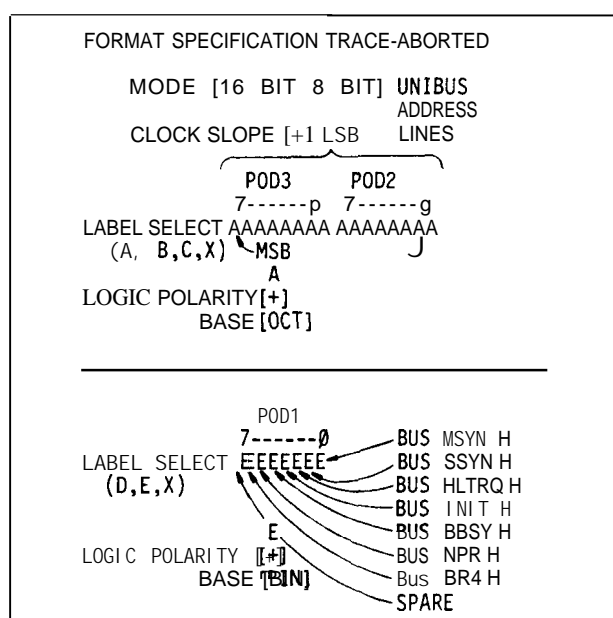 FORMAT SPECIFICATION TRACE-ABORTED
MODE [16 BIT 8 BIT] UNIBUS
ADDRESS
CLOCK SLOPE [+1 LSB LINES
POD3 POD2
7------p 7------g
LABEL SELECT AAAAAAAA AAAAAAAA
(A, B,C,X) MSB
A
LOGIC POLARITY[+]
BASE [OCT]
POD1
7------0 BUS MSYN H
LABEL SELECT EEEEEEEE BUS SSYN H
(D,E,X) BUS HLTRQ H
BUS INIT H
E BUS BBSY H
LOGIC POLARITY [+] BUS NPR H
BASE [BIN] Bus BR4 H
SPARE